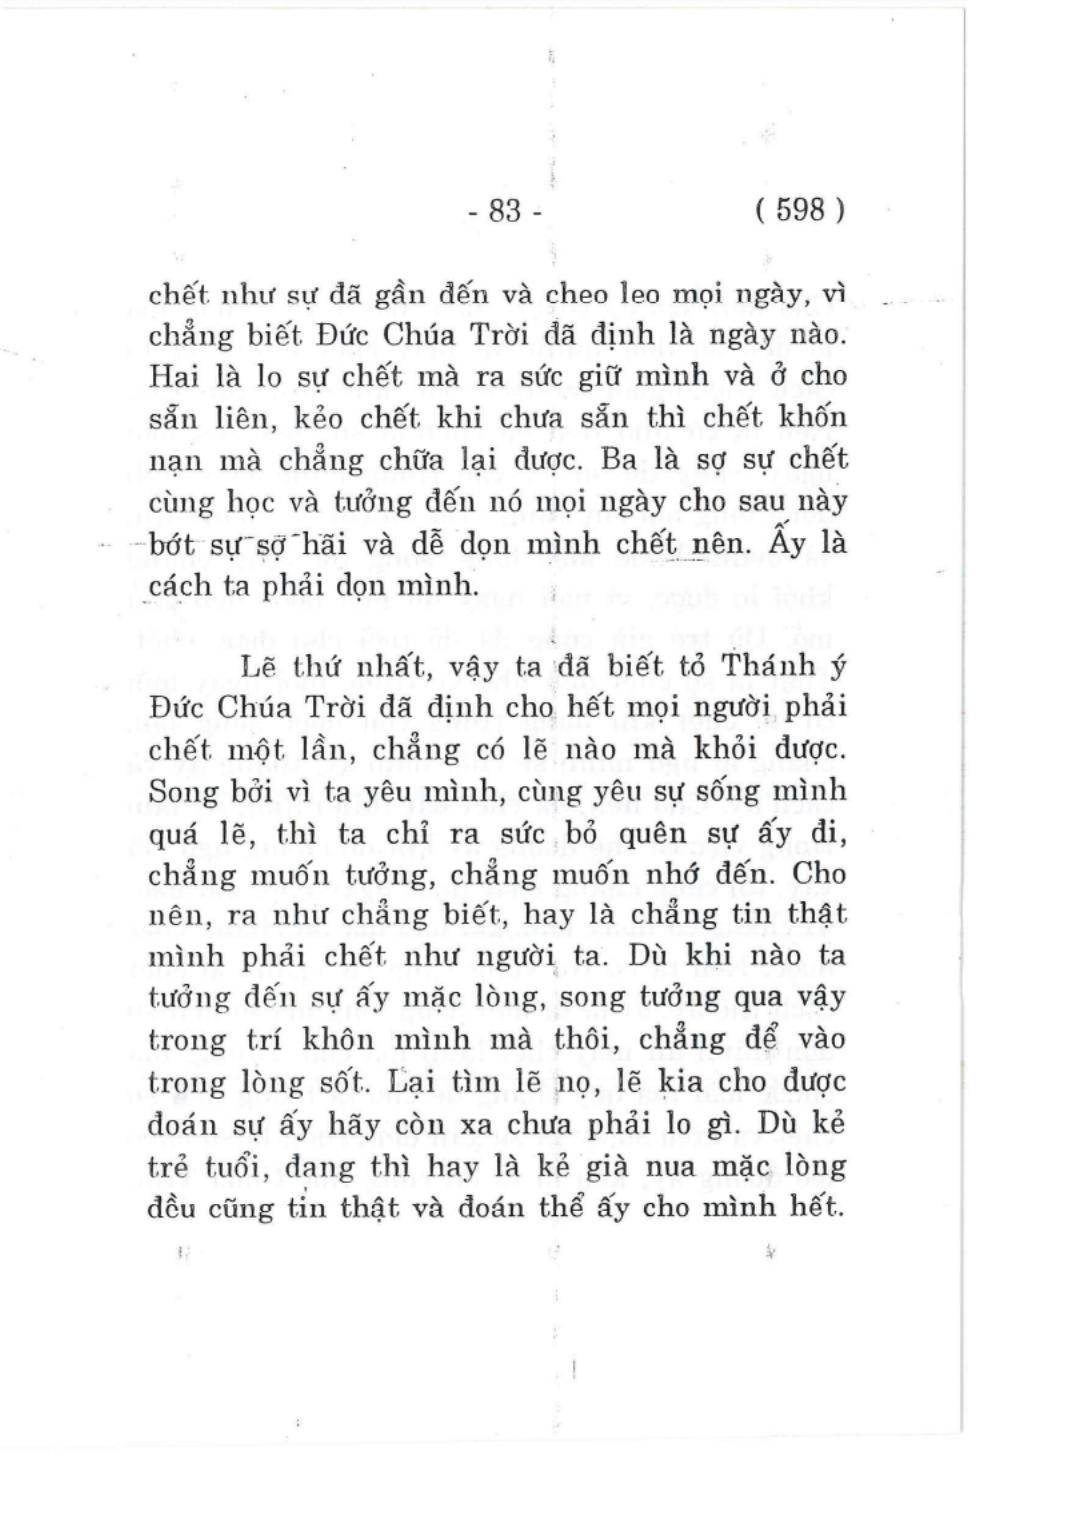 - 83 - ( 598 )
chết như sự đã gần đến và cheo leo mọi ngày, vì
chẳng biết Đức Chúa Trời đã định là ngày nào.
Hai là lo sự chết mà ra sức giữ mình và ở cho
sẵn liên, kẻo chết khi chưa sẵn thì chết khốn
nạn mà chẳng chữa lại được. Ba là sợ sự chết
cùng học và tưởng đến nó mọi ngày cho sau này
bớt sự sợ hãi và dễ dọn mình chết nên. Ấy là
cách ta phải dọn mình.
Lẽ thứ nhất, vậy ta đã biết tỏ Thánh ý
Đức Chúa Trời đã định cho hết mọi người phải
chết một lần, chẳng có lẽ nào mà khỏi được.
Song bởi vì ta yêu mình, cùng yêu sự sống mình
quá lẽ, thì ta chỉ ra sức bỏ quên sự ấy đi,
chẳng muốn tưởng, chẳng muốn nhớ đến. Cho
nên, ra như chẳng biết, hay là chẳng tin thật
mình phải chết như người ta. Dù khi nào ta
tưởng đến sự ấy mặc lòng, song tưởng qua vậy
trong trí khôn mình mà thôi, chẳng để vào
trong lòng sốt. Lại tìm lẽ nọ, lẽ kia cho được
đoán sự ấy hãy còn xa chưa phải lo gì. Dù kẻ
trẻ tuổi, đang thì hay là kẻ già nua mặc lòng
đều cũng tin thật và đoán thể ấy cho mình hết.